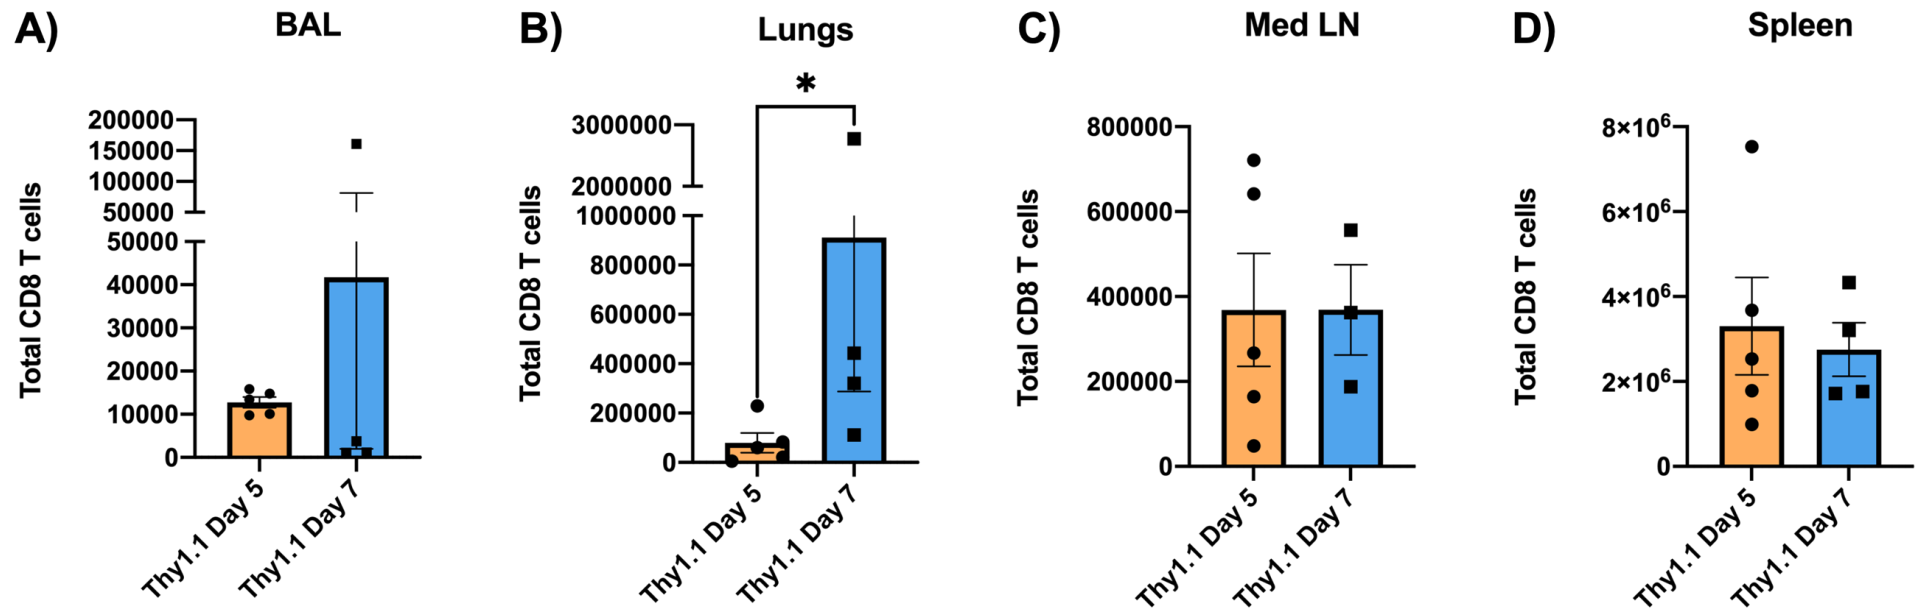 A)
BAL
Total CD8 T cells
200000
150000
100000
50000
50000
40000
30000
20000
10000
0
Thy1.1 Day 5
Thy1.1 Day 7
B)
Lungs
*
Total CD8 T cells
3000000
2000000
1000000
800000
600000
400000
200000
0
Thy1.1 Day 5
Thy1.1 Day 7
C)
Med LN
Total CD8 T cells
800000
600000
400000
200000
0
Thy1.1 Day 5
Thy1.1 Day 7
D)
Spleen
Total CD8 T cells
8×10⁶
6×10⁶
4×10⁶
2×10⁶
0
Thy1.1 Day 5
Thy1.1 Day 7